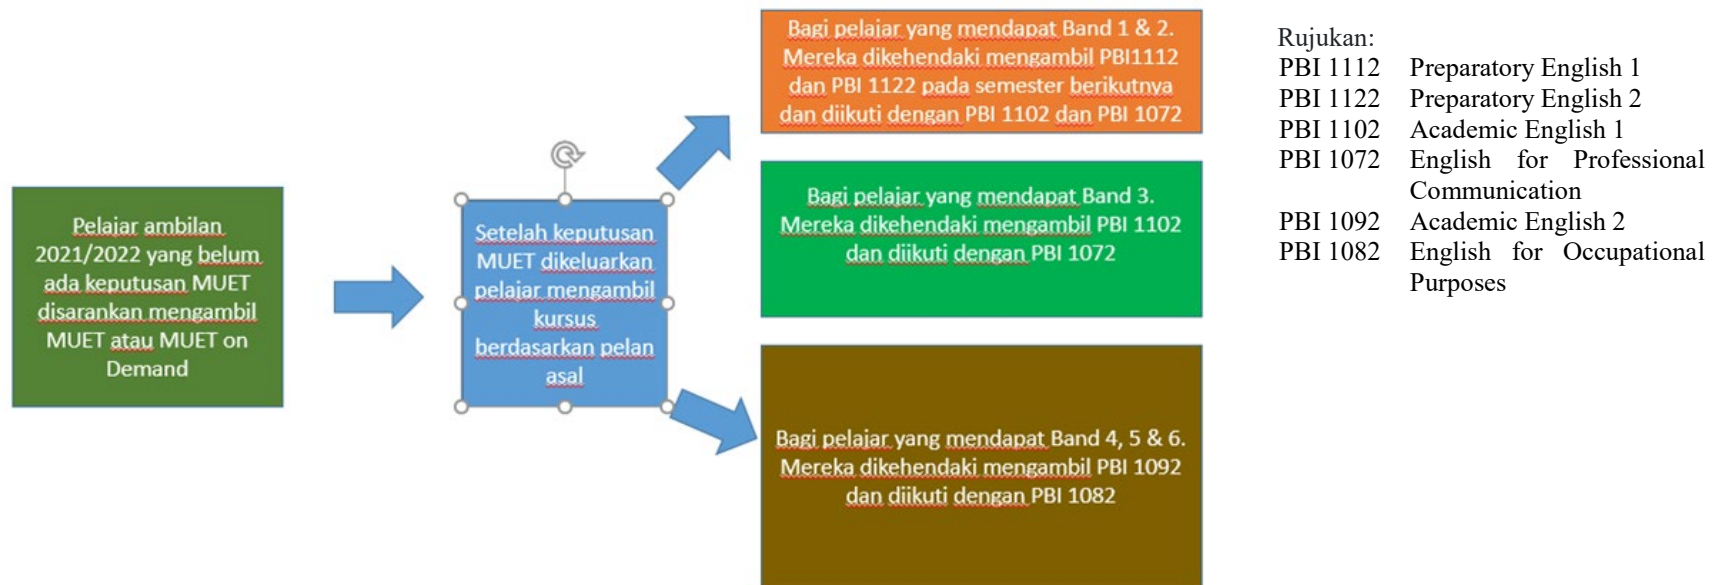 Pelajar ambilan
2021/2022 yang belum
ada keputusan MUET
disarankan mengambil
MUET atau MUET on
Demand
Setelah keputusan
MUET dikeluarkan
pelajar mengambil
kursus
berdasarkan pelan
asal
Bagi pelajar yang mendapat Band 1 & 2.
Mereka dikehendaki mengambil PBI1112
dan PBI 1122 pada semester berikutnya
dan diikuti dengan PBI 1102 dan PBI 1072
Bagi pelajar yang mendapat Band 3.
Mereka dikehendaki mengambil PBI 1102
dan diikuti dengan PBI 1072
Bagi pelajar yang mendapat Band 4, 5 & 6.
Mereka dikehendaki mengambil PBI 1092
dan diikuti dengan PBI 1082
Rujukan:
PBI 1112 Preparatory English 1
PBI 1122 Preparatory English 2
PBI 1102 Academic English 1
PBI 1072 English for Professional
Communication
PBI 1092 Academic English 2
PBI 1082 English for Occupational
Purposes